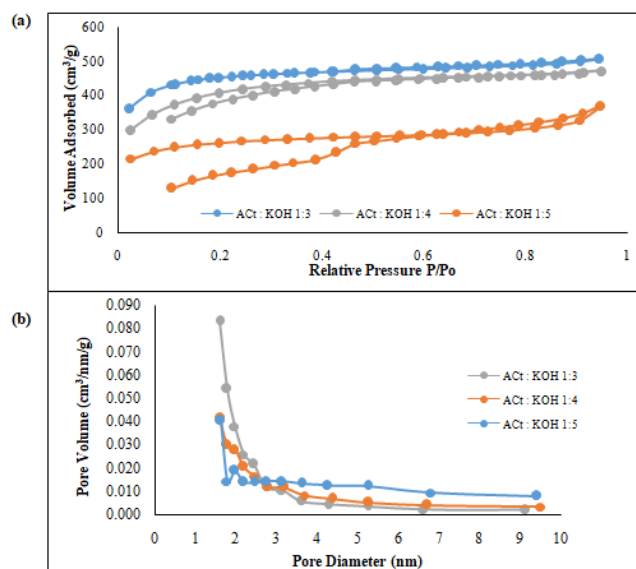 (a)
600
500
400
300
200
100
0
Volume Adsorbed (cm³/g)
ACt : KOH 1:3 ACt : KOH 1:4 ACt : KOH 1:5
0 0.2 0.4 0.6 0.8 1
Relative Pressure P/Po
(b)
0.090
0.080
0.070
0.060
0.050
0.040
0.030
0.020
0.010
0.000
Pore Volume (cm³/nm/g)
ACt : KOH 1:3
ACt : KOH 1:4
ACt : KOH 1:5
0 1 2 3 4 5 6 7 8 9 10
Pore Diameter (nm)